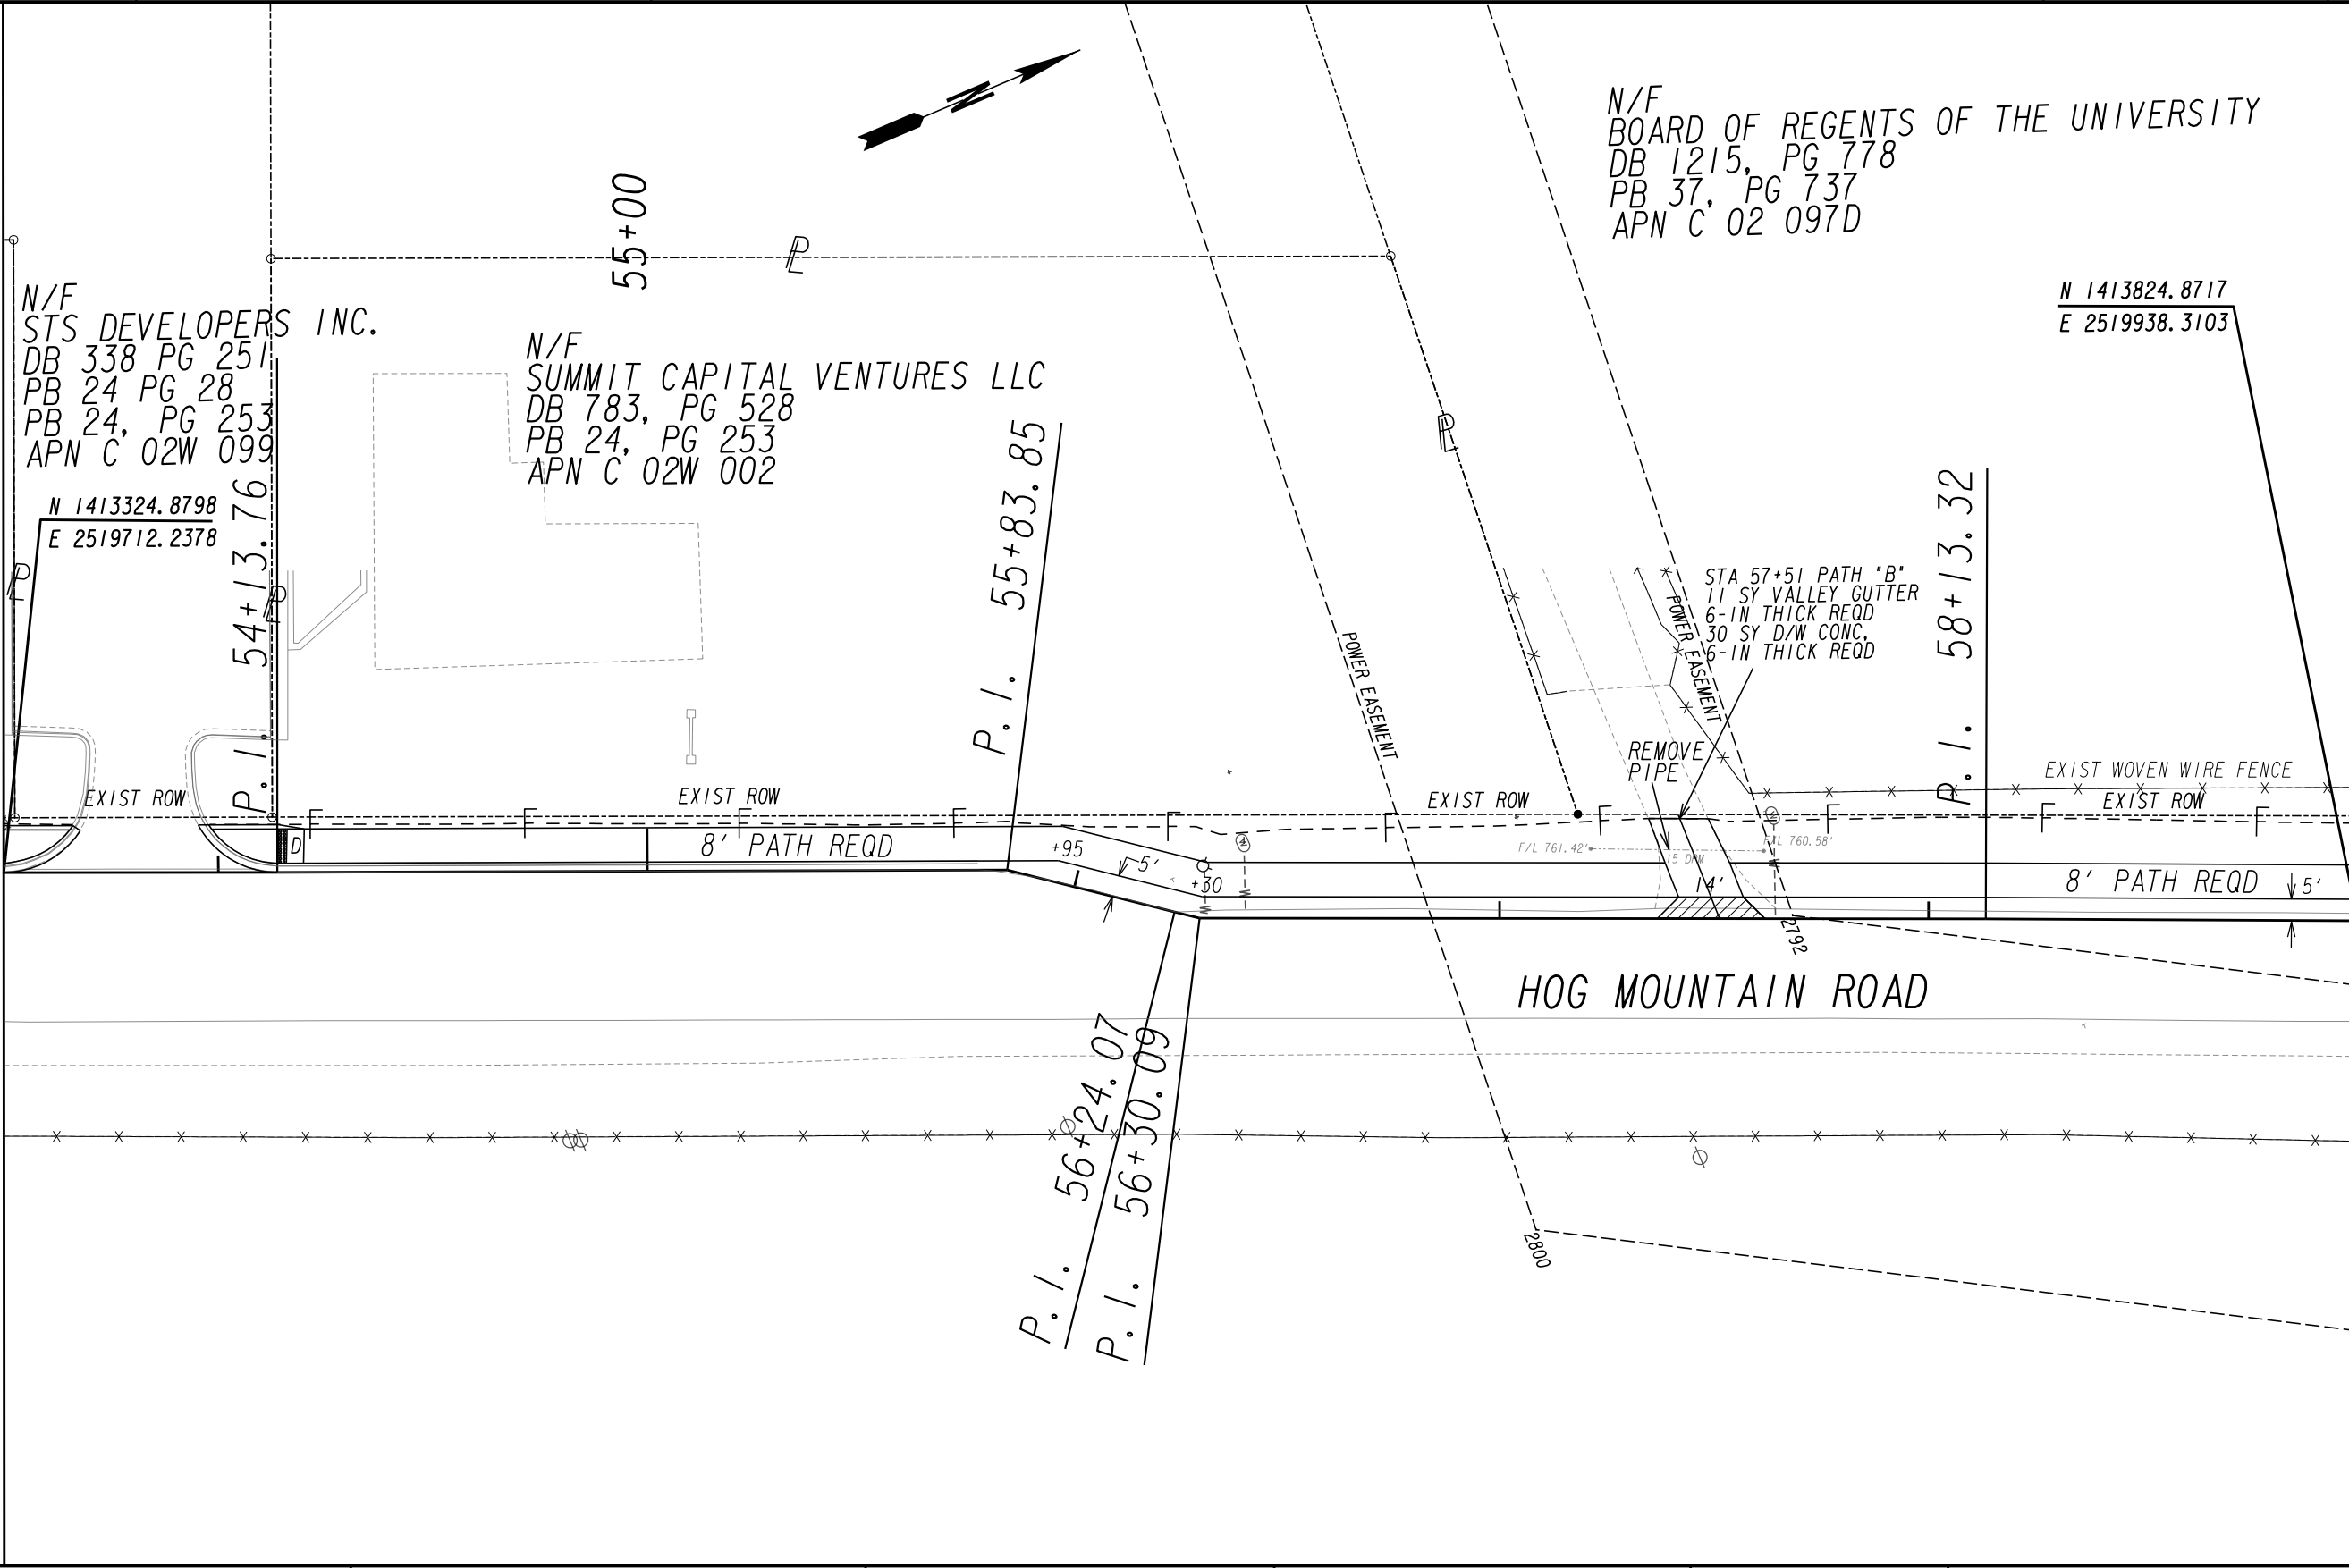 N
N/F
BOARD OF REGENTS OF THE UNIVERSITY
DB 1215, PG 778
PB 37, PG 737
APN C 02 097D
55+00
N 1413824.8717
E 2519938.3103
N/F
STS DEVELOPERS INC.
DB 338 PG 251
PB 24 PG 28
PB 24, PG 253
APN C 02W 099
N/F
SUMMIT CAPITAL VENTURES LLC
DB 783, PG 528
PB 24, PG 253
APN C 02W 002
N 1413324.8798
E 2519712.2378
P.I. 54+13.76
P.I. 55+83.85
P.I. 58+13.32
STA 57+51 PATH "B"
11 SY VALLEY GUTTER
6-IN THICK REQD
30 SY D/W CONC,
6-IN THICK REQD
POWER EASEMENT
POWER EASEMENT
REMOVE
PIPE
EXIST WOVEN WIRE FENCE
EXIST ROW
EXIST ROW
EXIST ROW
EXIST ROW
D
8' PATH REQD
+95
5'
+30
F/L 761.42'
15 DHM
F/L 760.58'
14'
8' PATH REQD
5'
2792
HOG MOUNTAIN ROAD
P.I. 56+24.07
P.I. 56+30.09
2800